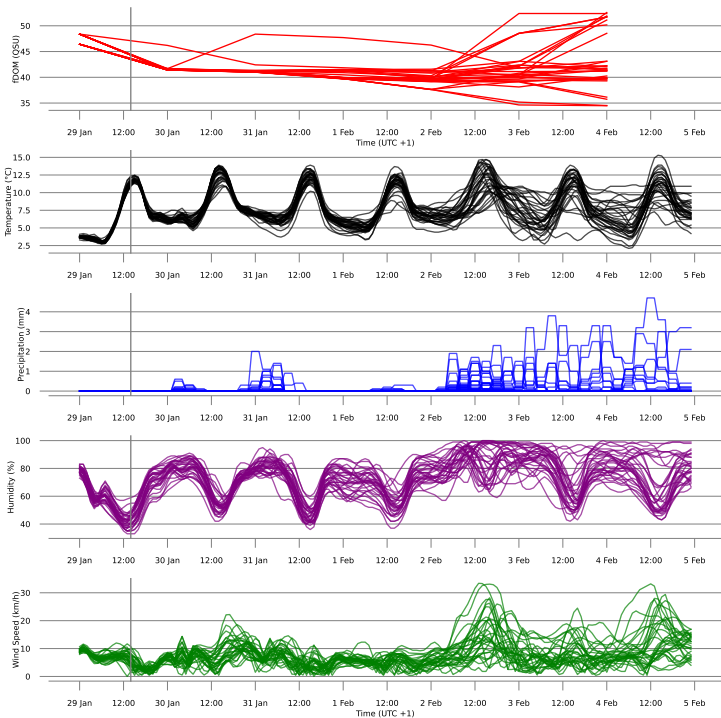 fDOM (QSU)
50
45
40
35
29 Jan 12:00 30 Jan 12:00 31 Jan 12:00 1 Feb 12:00 2 Feb 12:00 3 Feb 12:00 4 Feb 12:00 5 Feb
Time (UTC +1)
Temperature (°C)
15.0
12.5
10.0
7.5
5.0
2.5
29 Jan 12:00 30 Jan 12:00 31 Jan 12:00 1 Feb 12:00 2 Feb 12:00 3 Feb 12:00 4 Feb 12:00 5 Feb
Precipitation (mm)
4
3
2
1
0
29 Jan 12:00 30 Jan 12:00 31 Jan 12:00 1 Feb 12:00 2 Feb 12:00 3 Feb 12:00 4 Feb 12:00 5 Feb
Humidity (%)
100
80
60
40
29 Jan 12:00 30 Jan 12:00 31 Jan 12:00 1 Feb 12:00 2 Feb 12:00 3 Feb 12:00 4 Feb 12:00 5 Feb
Wind Speed (km/h)
30
20
10
0
29 Jan 12:00 30 Jan 12:00 31 Jan 12:00 1 Feb 12:00 2 Feb 12:00 3 Feb 12:00 4 Feb 12:00 5 Feb
Time (UTC +1)